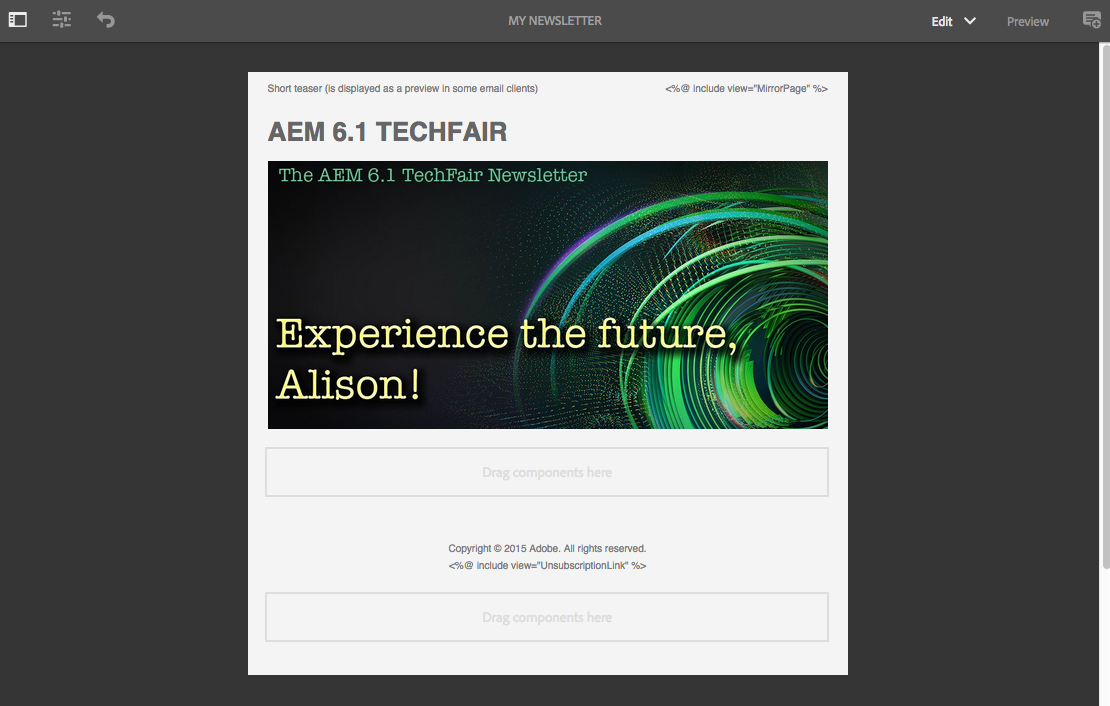 MY NEWSLETTER
Edit
Preview
Short teaser (is displayed as a preview in some email clients)
<%@ include view="MirrorPage" %>
AEM 6.1 TECHFAIR
The AEM 6.1 TechFair Newsletter
Experience the future,
Alison!
Drag components here
Copyright © 2015 Adobe. All rights reserved.
<%@ include view="UnsubscriptionLink" %>
Drag components here